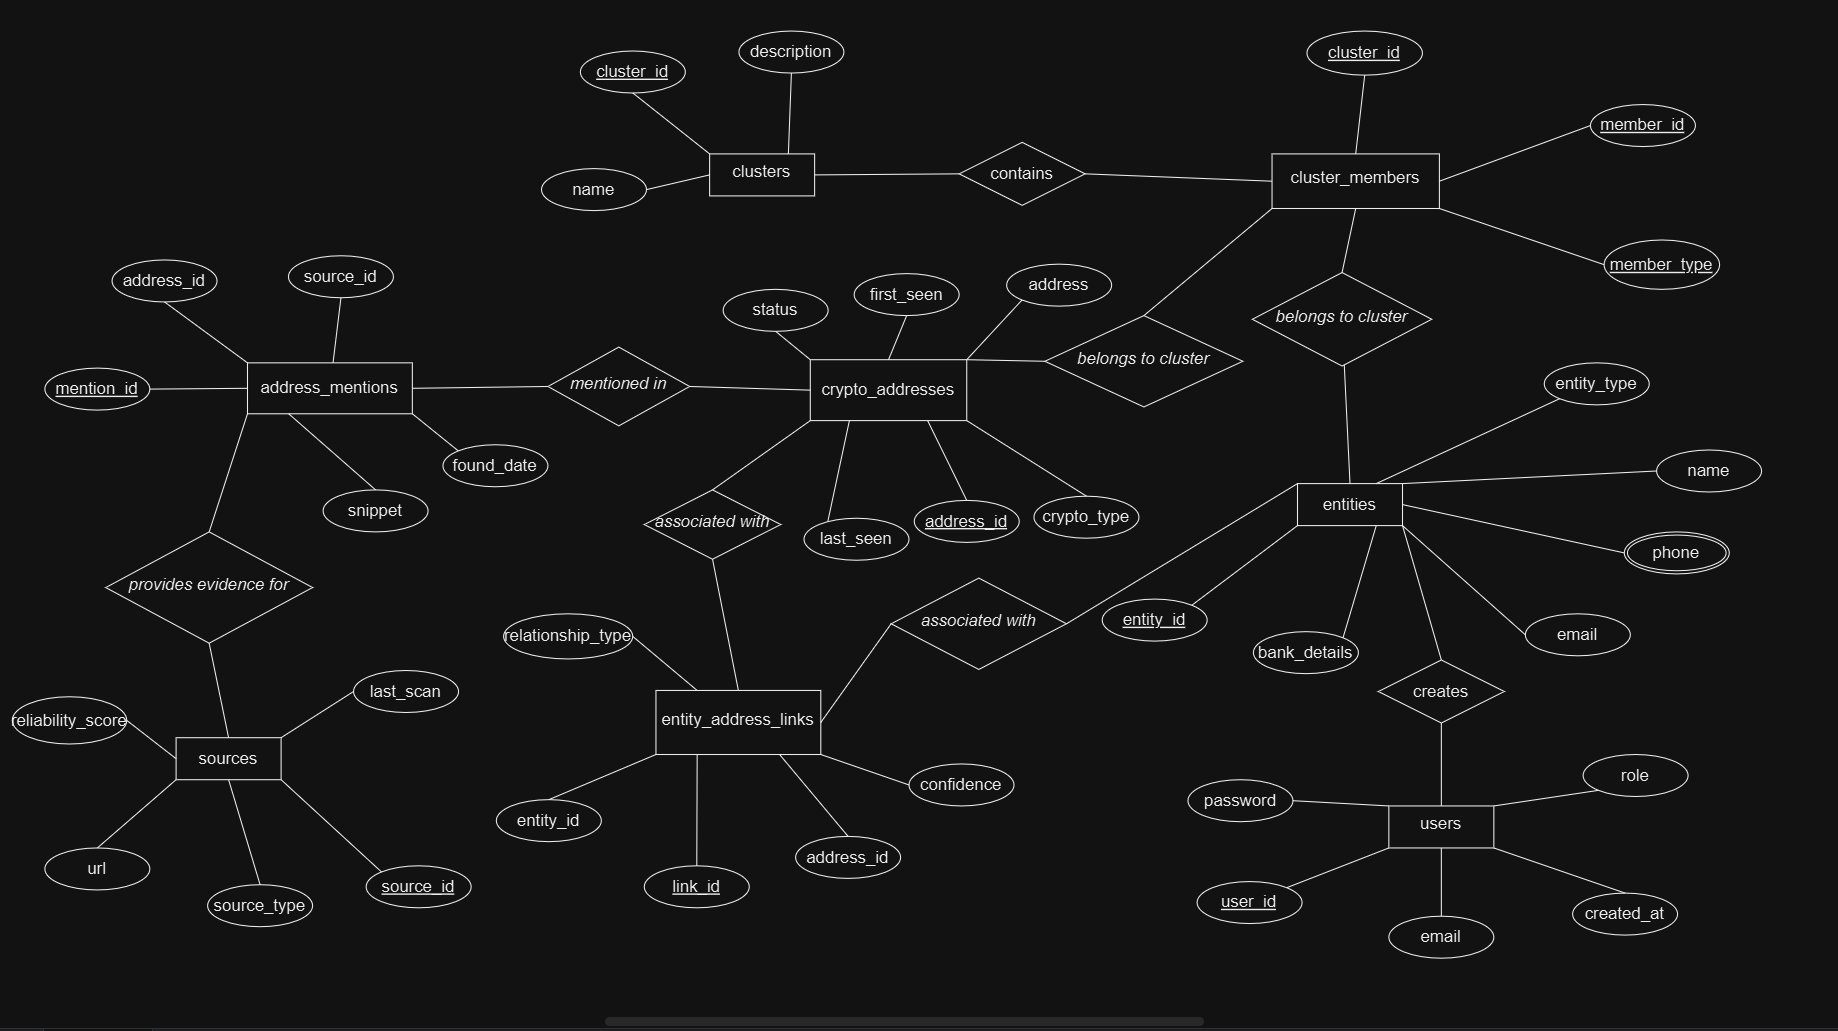 description
cluster_id
cluster_id
member_id
clusters
contains
cluster_members
name
member_type
address_id
source_id
first_seen
address
status
belongs to cluster
mention_id
address_mentions
mentioned in
crypto_addresses
belongs to cluster
entity_type
found_date
name
snippet
associated with
last_seen
address_id
crypto_type
entities
phone
provides evidence for
relationship_type
associated with
entity_id
bank_details
email
last_scan
creates
reliability_score
sources
entity_address_links
confidence
role
password
users
entity_id
address_id
url
source_type
source_id
link_id
user_id
email
created_at